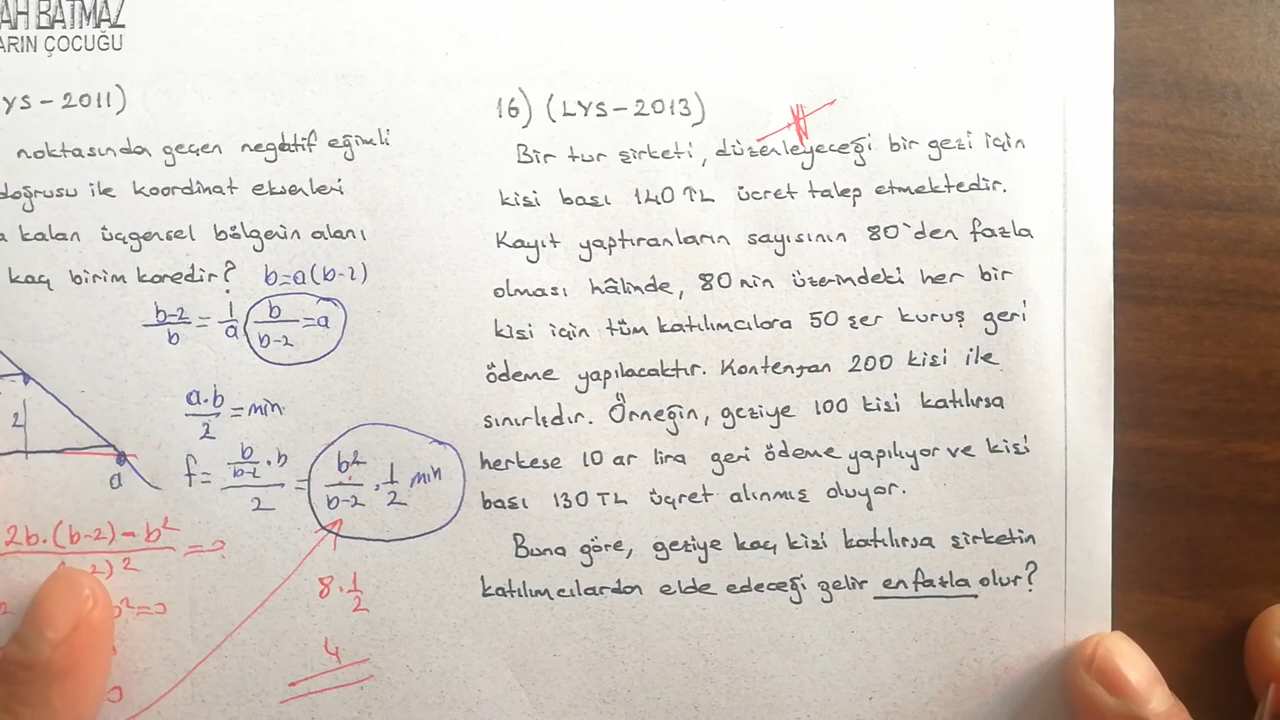 AH BATMAZ
ARIN ÇOCUĞU
YS-2011)
noktasında geçen negatif eğimli
doğrusu ile koordinat eksenleri
a kalan üçgensel bölgenin alanı
kaç birim karedir? b=a(b-2)
b-2/b = 1/a b/b-2 = a
a.b/2 = min
2
f = b/b-2 . b / 2 = b²/b-2 . 1/2 min
a
2b.(b-2)-b²
=0
8.1/2
b²=0
4
16) (LYS-2013)
Bir tur şirketi, düzenleyeceği bir gezi için
kişi başı 140 TL ücret talep etmektedir.
Kayıt yaptıranların sayısının 80'den fazla
olması hâlinde, 80 nin üzerindeki her bir
kişi için tüm katılımcılara 50 şer kuruş geri
ödeme yapılacaktır. Kontenjan 200 kişi ile
sınırlıdır. Örneğin, geziye 100 kişi katılırsa
herkese 10 ar lira geri ödeme yapılıyor ve kişi
başı 130 TL ücret alınmış oluyor.
Buna göre, geziye kaç kişi katılırsa şirketin
katılımcılardan elde edeceği gelir en fazla olur?